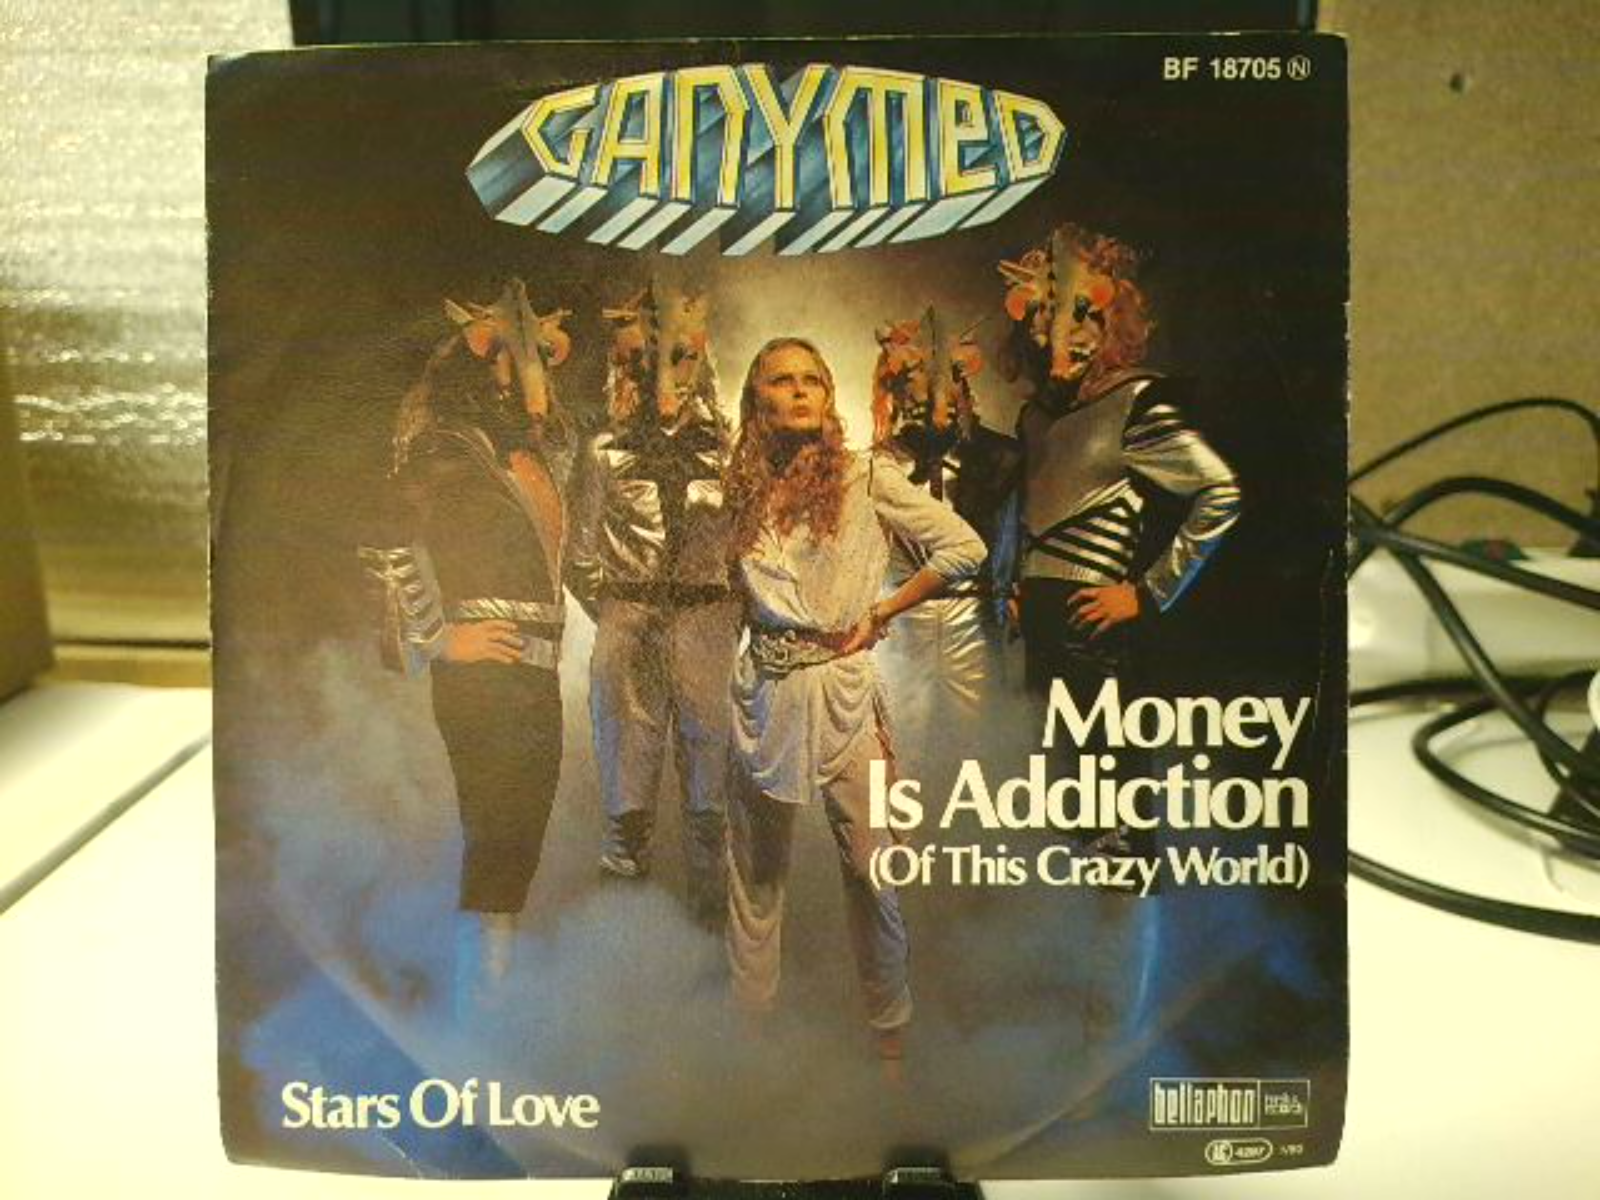 BF 18705 N
GANYMED
Money
Is Addiction
(Of This Crazy World)
Stars Of Love
bellaphon